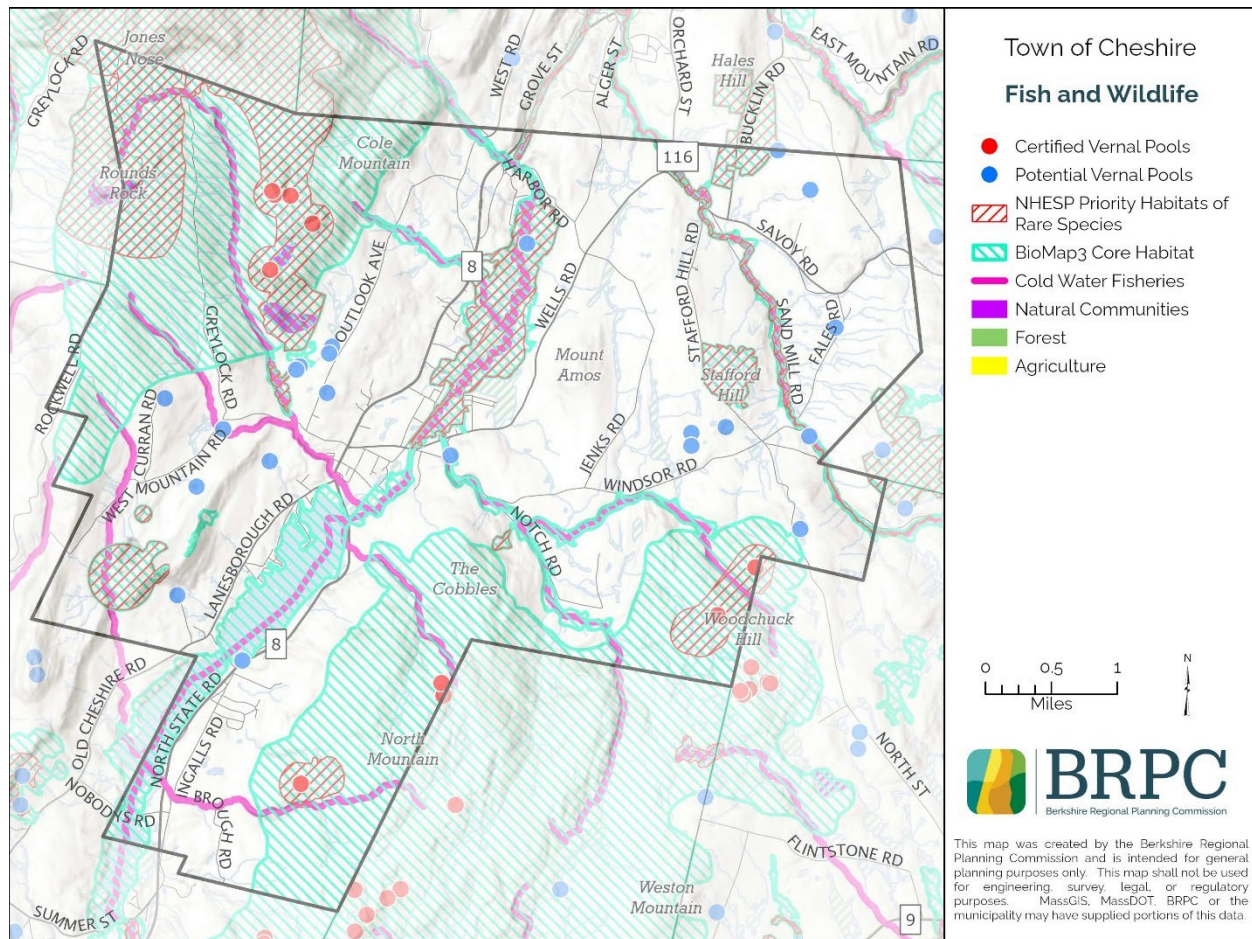 Town of Cheshire
Fish and Wildlife
Certified Vernal Pools
Potential Vernal Pools
NHESP Priority Habitats of
Rare Species
BioMap3 Core Habitat
Cold Water Fisheries
Natural Communities
Forest
Agriculture
0 0.5 1
Miles
N
BRPC
Berkshire Regional Planning Commission
This map was created by the Berkshire Regional
Planning Commission and is intended for general
planning purposes only. This map shall not be used
for engineering, survey, legal, or regulatory
purposes. MassGIS, MassDOT, BRPC or the
municipality may have supplied portions of this data.
Jones
Nose
GREYLOCK RD
WEST RD
GROVE ST
ALGER ST
ORCHARD ST
Hales
Hill
BUCKLIN RD
EAST MOUNTAIN RD
Cole
Mountain
116
Rounds
Rock
HARBOR RD
SAVOY RD
8
OUTLOOK AVE
WELLS RD
STAFFORD HILL RD
SAND MILL RD
FALES RD
GREYLOCK RD
ROCKWELL RD
Mount
Amos
Stafford
Hill
CURRAN RD
WEST MOUNTAIN RD
JENKS RD
WINDSOR RD
LANESBOROUGH RD
NOTCH RD
The
Cobbles
Woodchuck
Hill
8
OLD CHESHIRE RD
NORTH STATE RD
INGALLS RD
North
Mountain
NORTH ST
NOBODYS RD
BROUGH RD
FLINTSTONE RD
Weston
Mountain
SUMMER ST
9